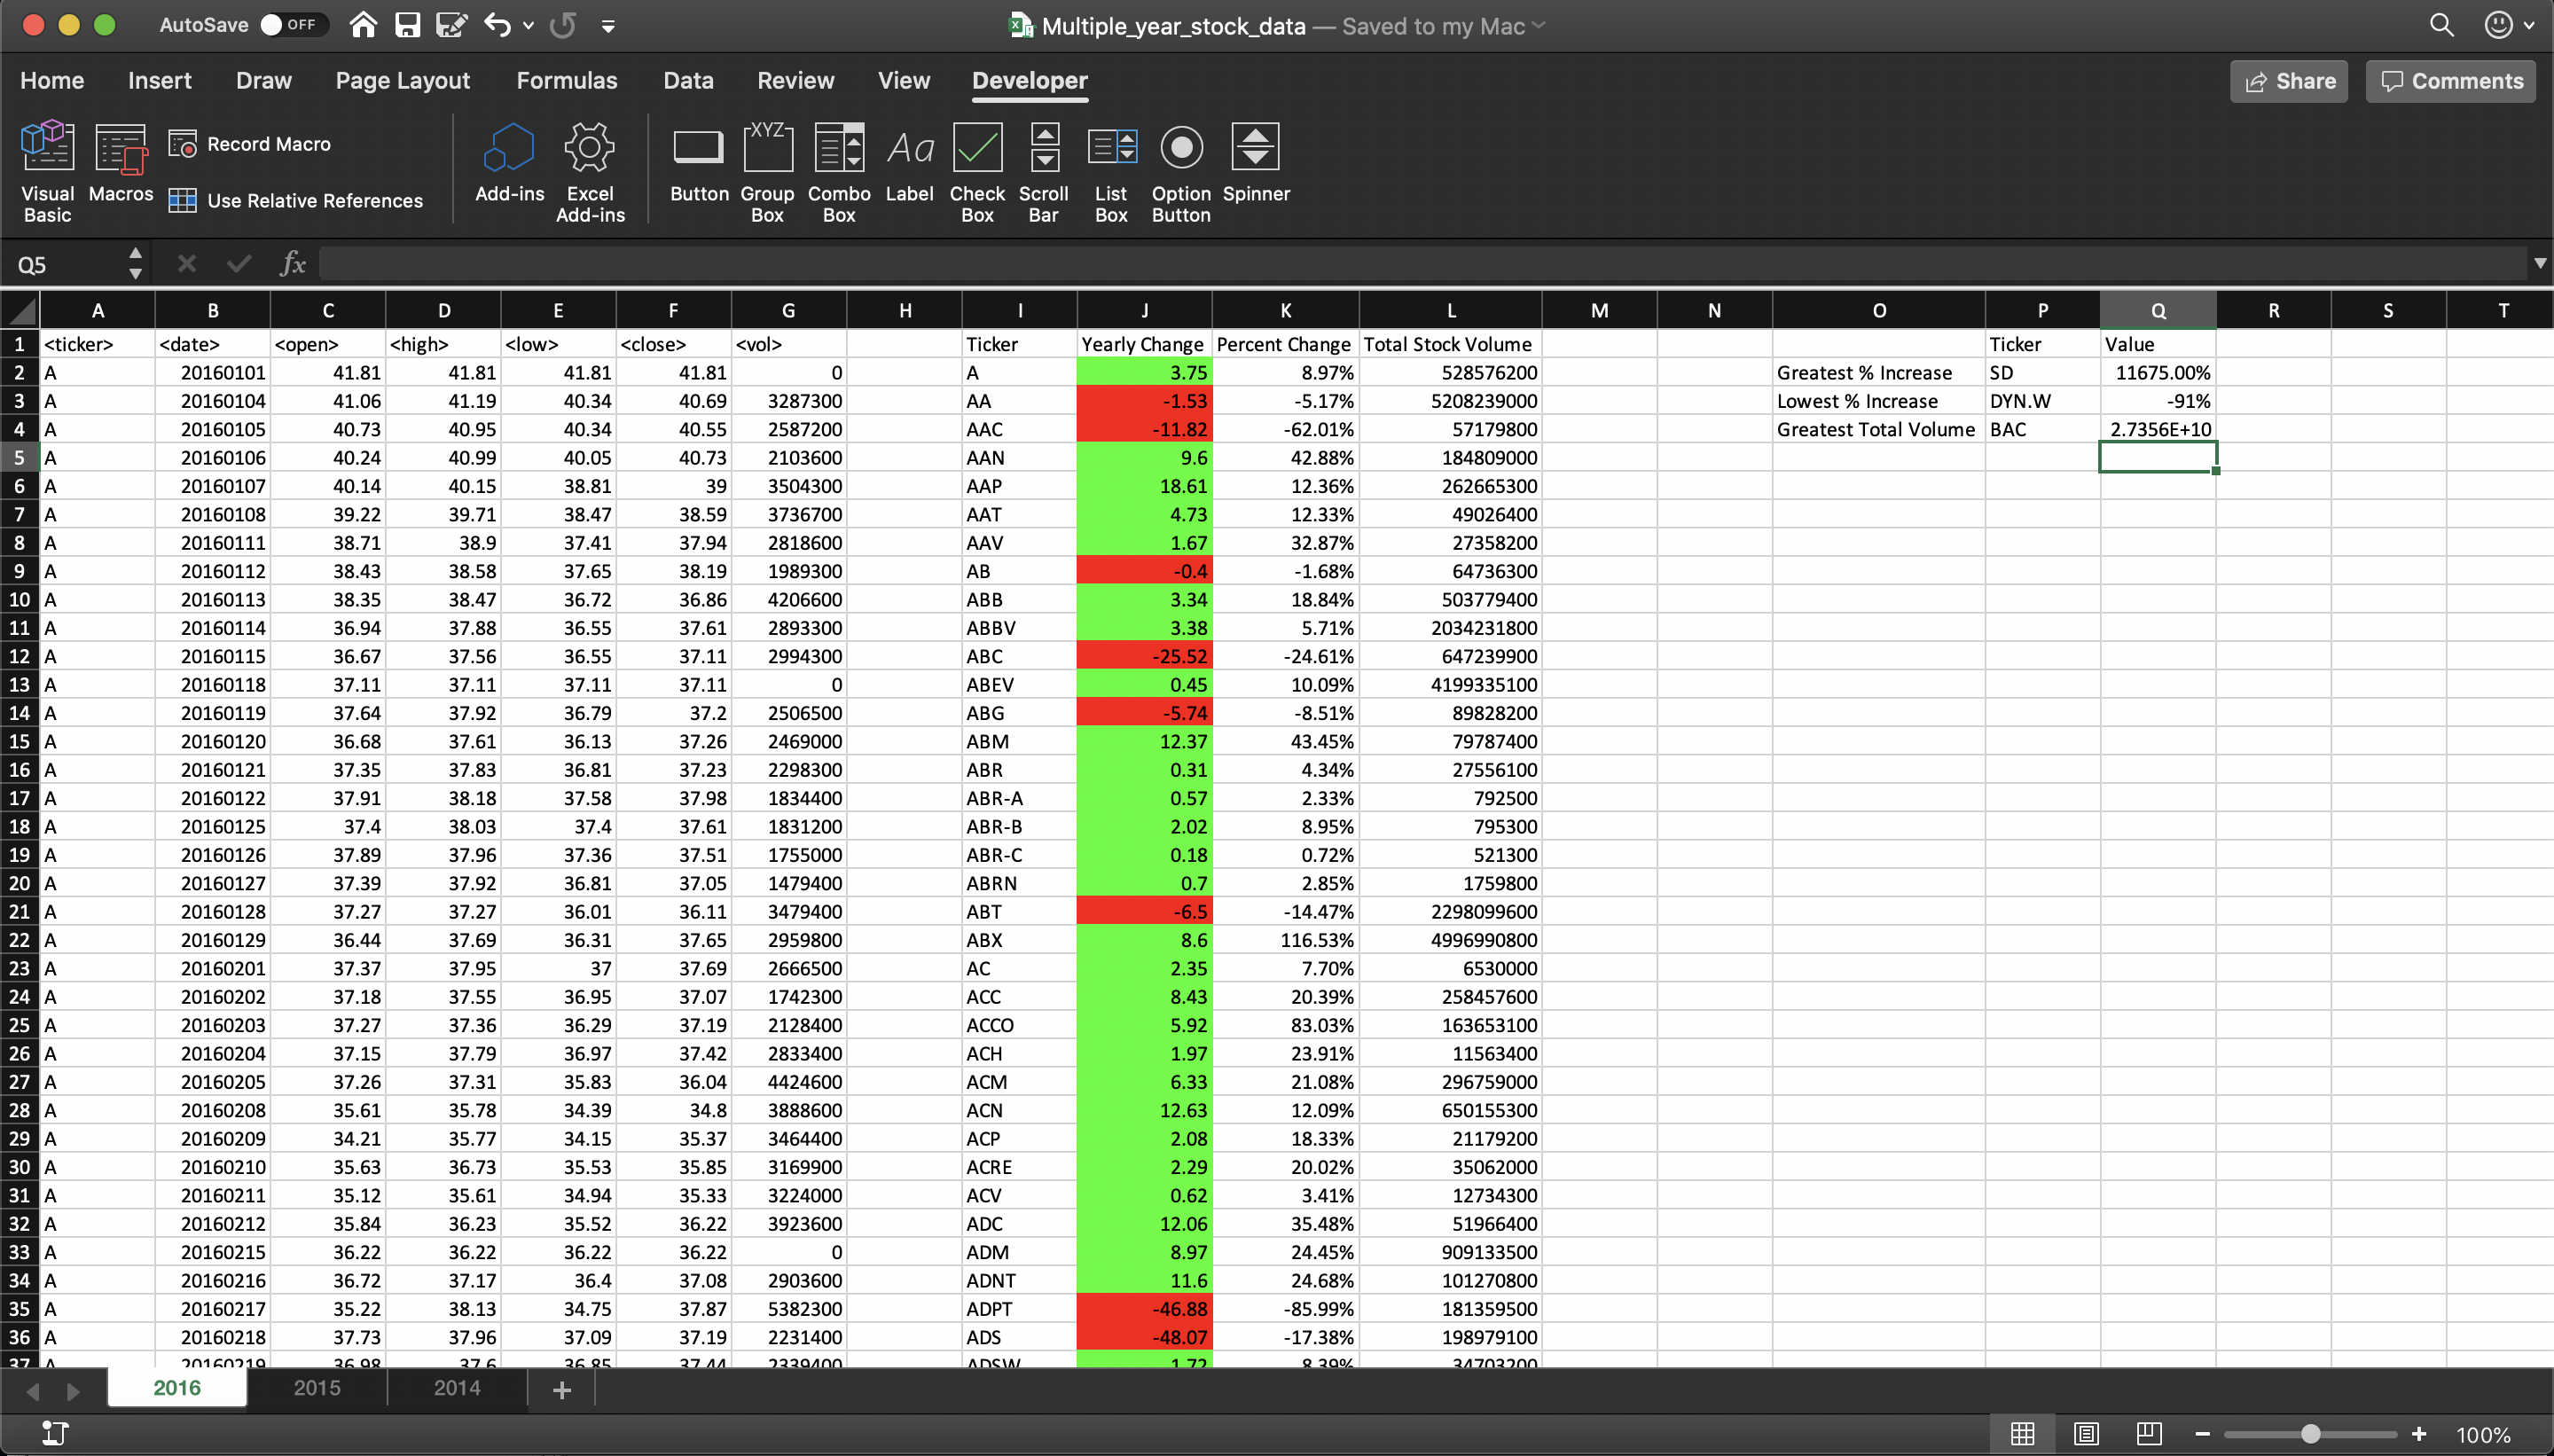 AutoSave OFF Multiple_year_stock_data — Saved to my Mac
Home Insert Draw Page Layout Formulas Data Review View Developer Share Comments
Visual Basic Macros Record Macro Use Relative References Add-ins Excel Add-ins Button Group Box Combo Box Label Check Box Scroll Bar List Box Option Button Spinner
XYZ Aa
Q5 fx
A B C D E F G H I J K L M N O P Q R S T
1 <ticker> <date> <open> <high> <low> <close> <vol> Ticker Yearly Change Percent Change Total Stock Volume Ticker Value
2 A 20160101 41.81 41.81 41.81 41.81 0 A 3.75 8.97% 528576200 Greatest % Increase SD 11675.00%
3 A 20160104 41.06 41.19 40.34 40.69 3287300 AA -1.53 -5.17% 5208239000 Lowest % Increase DYN.W -91%
4 A 20160105 40.73 40.95 40.34 40.55 2587200 AAC -11.82 -62.01% 57179800 Greatest Total Volume BAC 2.7356E+10
5 A 20160106 40.24 40.99 40.05 40.73 2103600 AAN 9.6 42.88% 184809000
6 A 20160107 40.14 40.15 38.81 39 3504300 AAP 18.61 12.36% 262665300
7 A 20160108 39.22 39.71 38.47 38.59 3736700 AAT 4.73 12.33% 49026400
8 A 20160111 38.71 38.9 37.41 37.94 2818600 AAV 1.67 32.87% 27358200
9 A 20160112 38.43 38.58 37.65 38.19 1989300 AB -0.4 -1.68% 64736300
10 A 20160113 38.35 38.47 36.72 36.86 4206600 ABB 3.34 18.84% 503779400
11 A 20160114 36.94 37.88 36.55 37.61 2893300 ABBV 3.38 5.71% 2034231800
12 A 20160115 36.67 37.56 36.55 37.11 2994300 ABC -25.52 -24.61% 647239900
13 A 20160118 37.11 37.11 37.11 37.11 0 ABEV 0.45 10.09% 4199335100
14 A 20160119 37.64 37.92 36.79 37.2 2506500 ABG -5.74 -8.51% 89828200
15 A 20160120 36.68 37.61 36.13 37.26 2469000 ABM 12.37 43.45% 79787400
16 A 20160121 37.35 37.83 36.81 37.23 2298300 ABR 0.31 4.34% 27556100
17 A 20160122 37.91 38.18 37.58 37.98 1834400 ABR-A 0.57 2.33% 792500
18 A 20160125 37.4 38.03 37.4 37.61 1831200 ABR-B 2.02 8.95% 795300
19 A 20160126 37.89 37.96 37.36 37.51 1755000 ABR-C 0.18 0.72% 521300
20 A 20160127 37.39 37.92 36.81 37.05 1479400 ABRN 0.7 2.85% 1759800
21 A 20160128 37.27 37.27 36.01 36.11 3479400 ABT -6.5 -14.47% 2298099600
22 A 20160129 36.44 37.69 36.31 37.65 2959800 ABX 8.6 116.53% 4996990800
23 A 20160201 37.37 37.95 37 37.69 2666500 AC 2.35 7.70% 6530000
24 A 20160202 37.18 37.55 36.95 37.07 1742300 ACC 8.43 20.39% 258457600
25 A 20160203 37.27 37.36 36.29 37.19 2128400 ACCO 5.92 83.03% 163653100
26 A 20160204 37.15 37.79 36.97 37.42 2833400 ACH 1.97 23.91% 11563400
27 A 20160205 37.26 37.31 35.83 36.04 4424600 ACM 6.33 21.08% 296759000
28 A 20160208 35.61 35.78 34.39 34.8 3888600 ACN 12.63 12.09% 650155300
29 A 20160209 34.21 35.77 34.15 35.37 3464400 ACP 2.08 18.33% 21179200
30 A 20160210 35.63 36.73 35.53 35.85 3169900 ACRE 2.29 20.02% 35062000
31 A 20160211 35.12 35.61 34.94 35.33 3224000 ACV 0.62 3.41% 12734300
32 A 20160212 35.84 36.23 35.52 36.22 3923600 ADC 12.06 35.48% 51966400
33 A 20160215 36.22 36.22 36.22 36.22 0 ADM 8.97 24.45% 909133500
34 A 20160216 36.72 37.17 36.4 37.08 2903600 ADNT 11.6 24.68% 101270800
35 A 20160217 35.22 38.13 34.75 37.87 5382300 ADPT -46.88 -85.99% 181359500
36 A 20160218 37.73 37.96 37.09 37.19 2231400 ADS -48.07 -17.38% 198979100
37 A 20160219 36.98 37.6 36.85 37.44 2339400 ADSW 1.72 8.39% 34703200
2016 2015 2014 +
100%